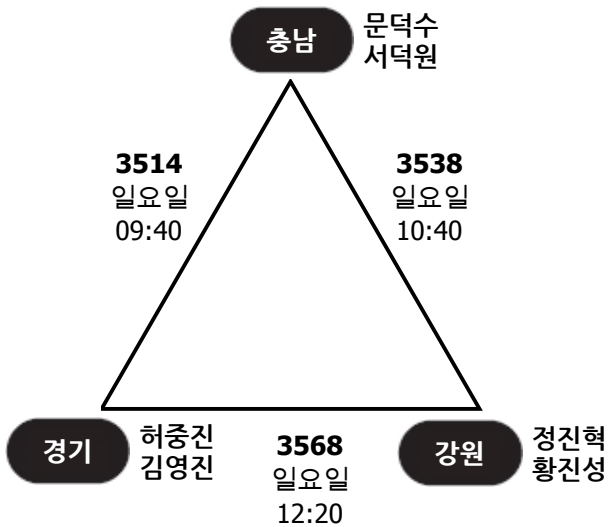 충남
문덕수
서덕원
3514
일요일
09:40
3538
일요일
10:40
경기
허중진
김영진
3568
일요일
12:20
강원
정진혁
황진성